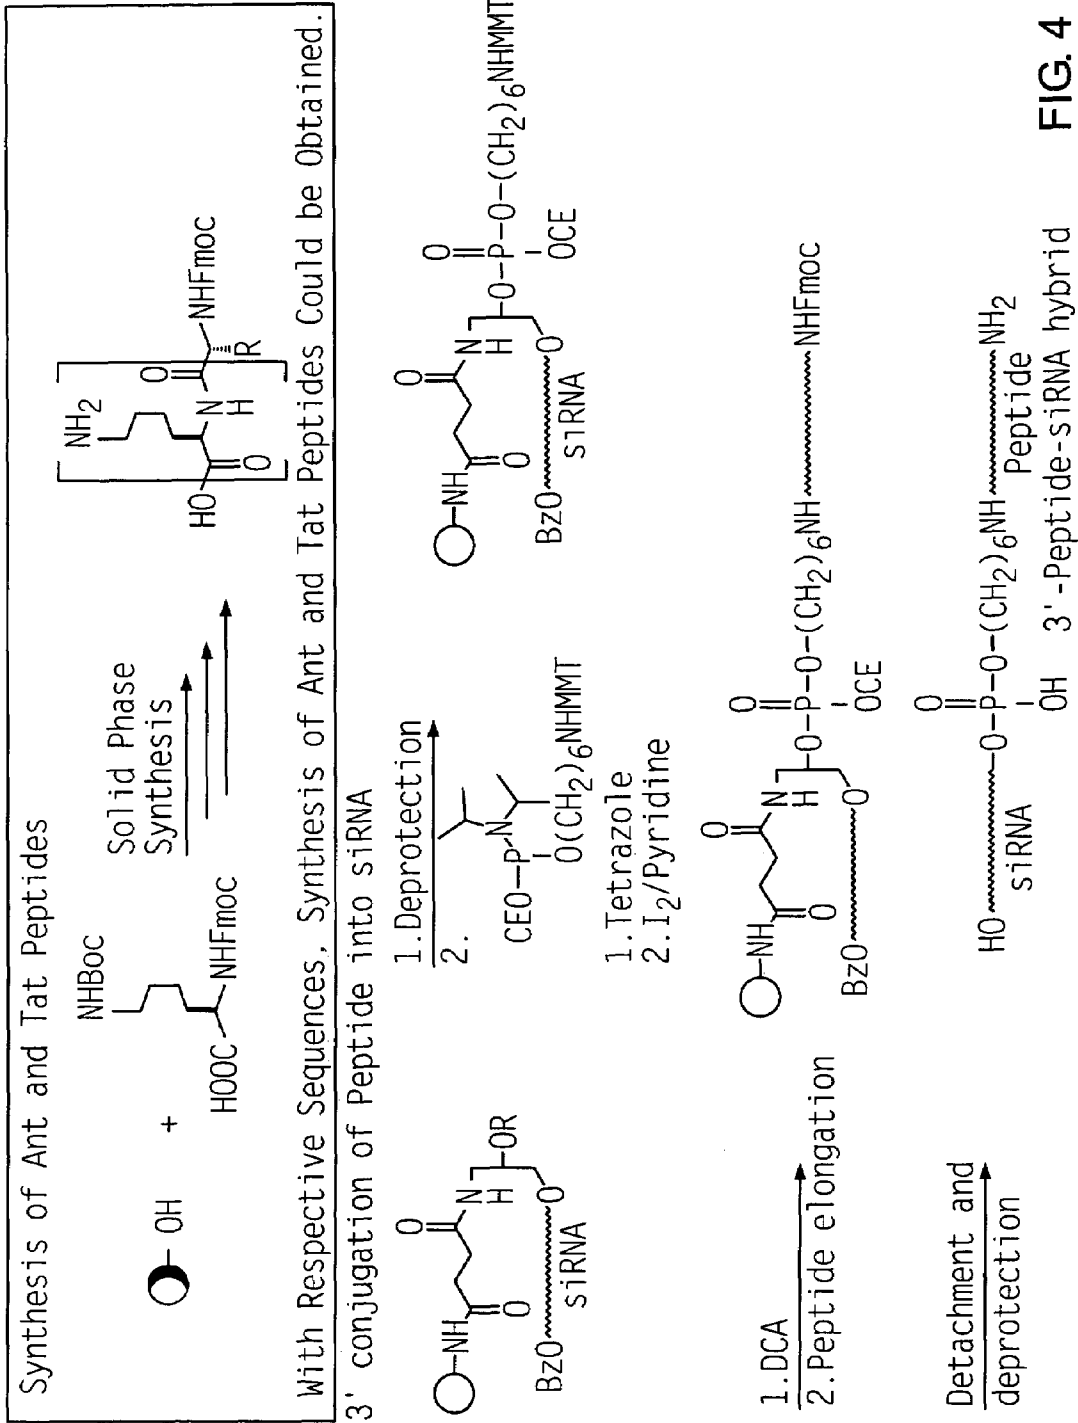 Synthesis of Ant and Tat Peptides
OH
+
NHBoc
HOOC
NHFmoc
Solid Phase
Synthesis
NH2
HO
O
N
H
O
R
NHFmoc
With Respective Sequences, Synthesis of Ant and Tat Peptides Could be Obtained.
3' conjugation of Peptide into siRNA
NH
O
O
N
H
OR
BzO
O
siRNA
1.Deprotection
2.
CEO-P
N
O(CH2)6NHMMT
1.Tetrazole
2.I2/Pyridine
NH
O
O
N
H
O
O-P-O-(CH2)6NHMMT
OCE
BzO
O
siRNA
1.DCA
2.Peptide elongation
NH
O
O
N
H
O
O-P-O-(CH2)6NH
NHFmoc
OCE
BzO
O
Detachment and
deprotection
O
HO
O-P-O-(CH2)6NH
NH2
siRNA
OH
Peptide
3'-Peptide-siRNA hybrid
FIG. 4